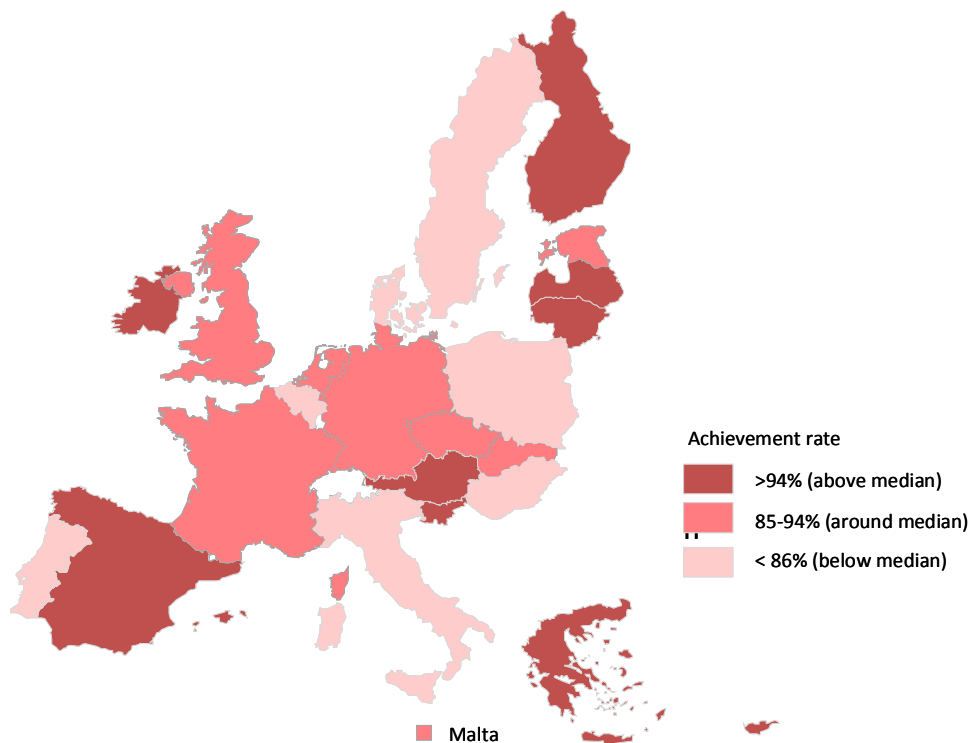 Achievement rate
>94% (above median)
85-94% (around median)
< 86% (below median)
Malta